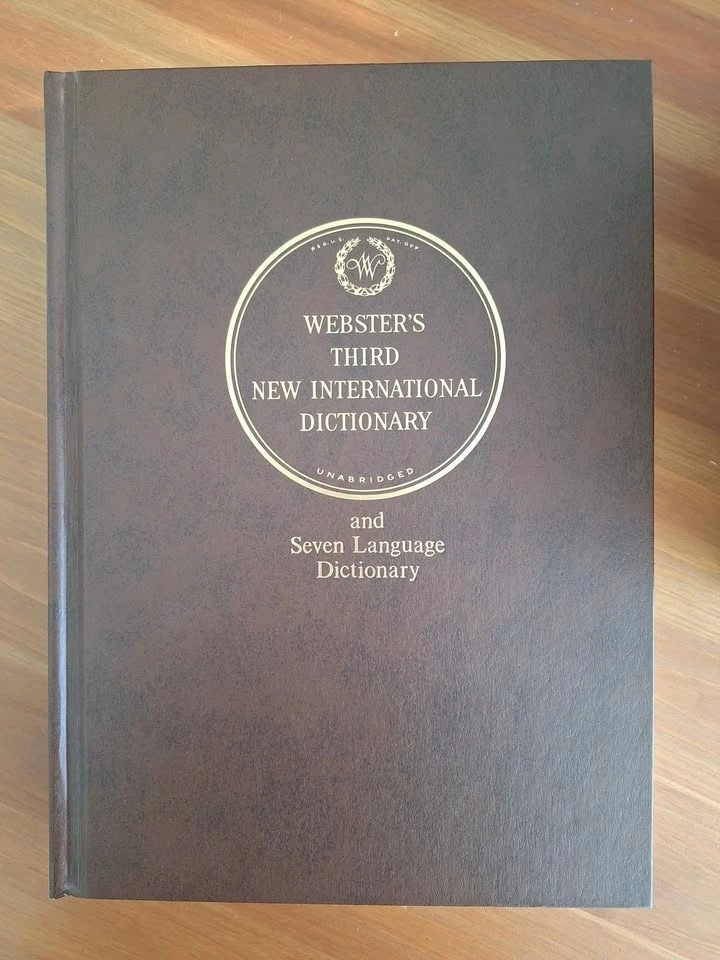 REG. U.S. PAT. OFF.
W
WEBSTER'S
THIRD
NEW INTERNATIONAL
DICTIONARY
UNABRIDGED
and
Seven Language
Dictionary